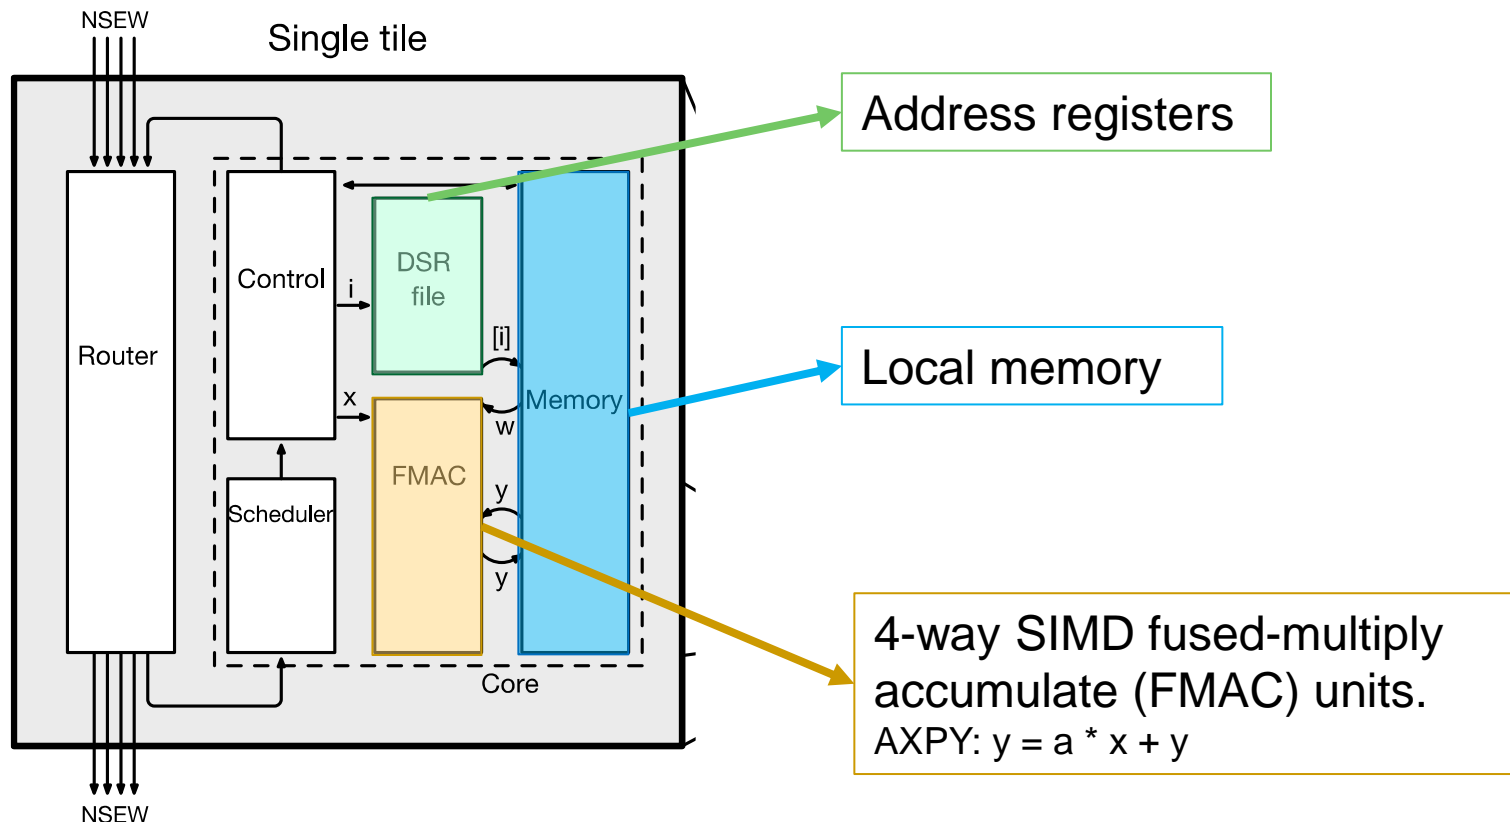 NSEW
Single tile
Address registers
Control
DSR
file
i
Router
[i]
Local memory
x
Memory
w
FMAC
y
Scheduler
y
4-way SIMD fused-multiply
accumulate (FMAC) units.
AXPY: y = a * x + y
Core
NSEW